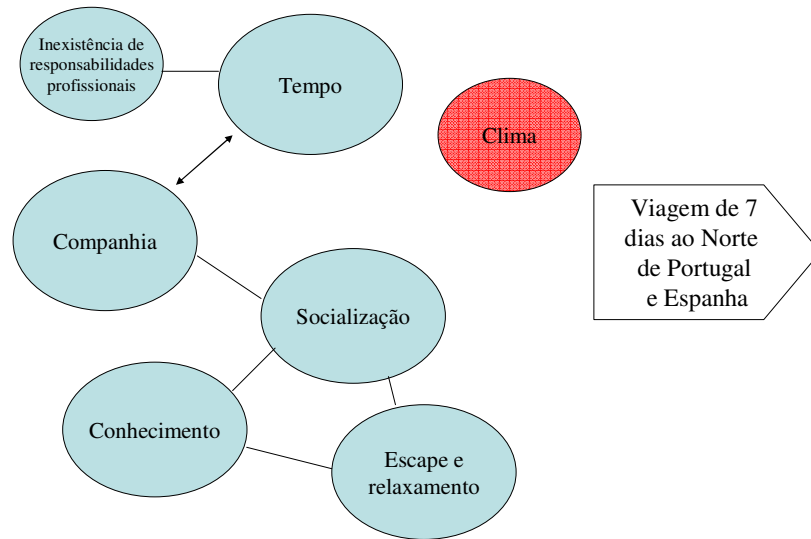 Inexistência de
responsabilidades
profissionais
Tempo
Clima
Companhia
Viagem de 7
dias ao Norte
de Portugal
e Espanha
Socialização
Conhecimento
Escape e
relaxamento